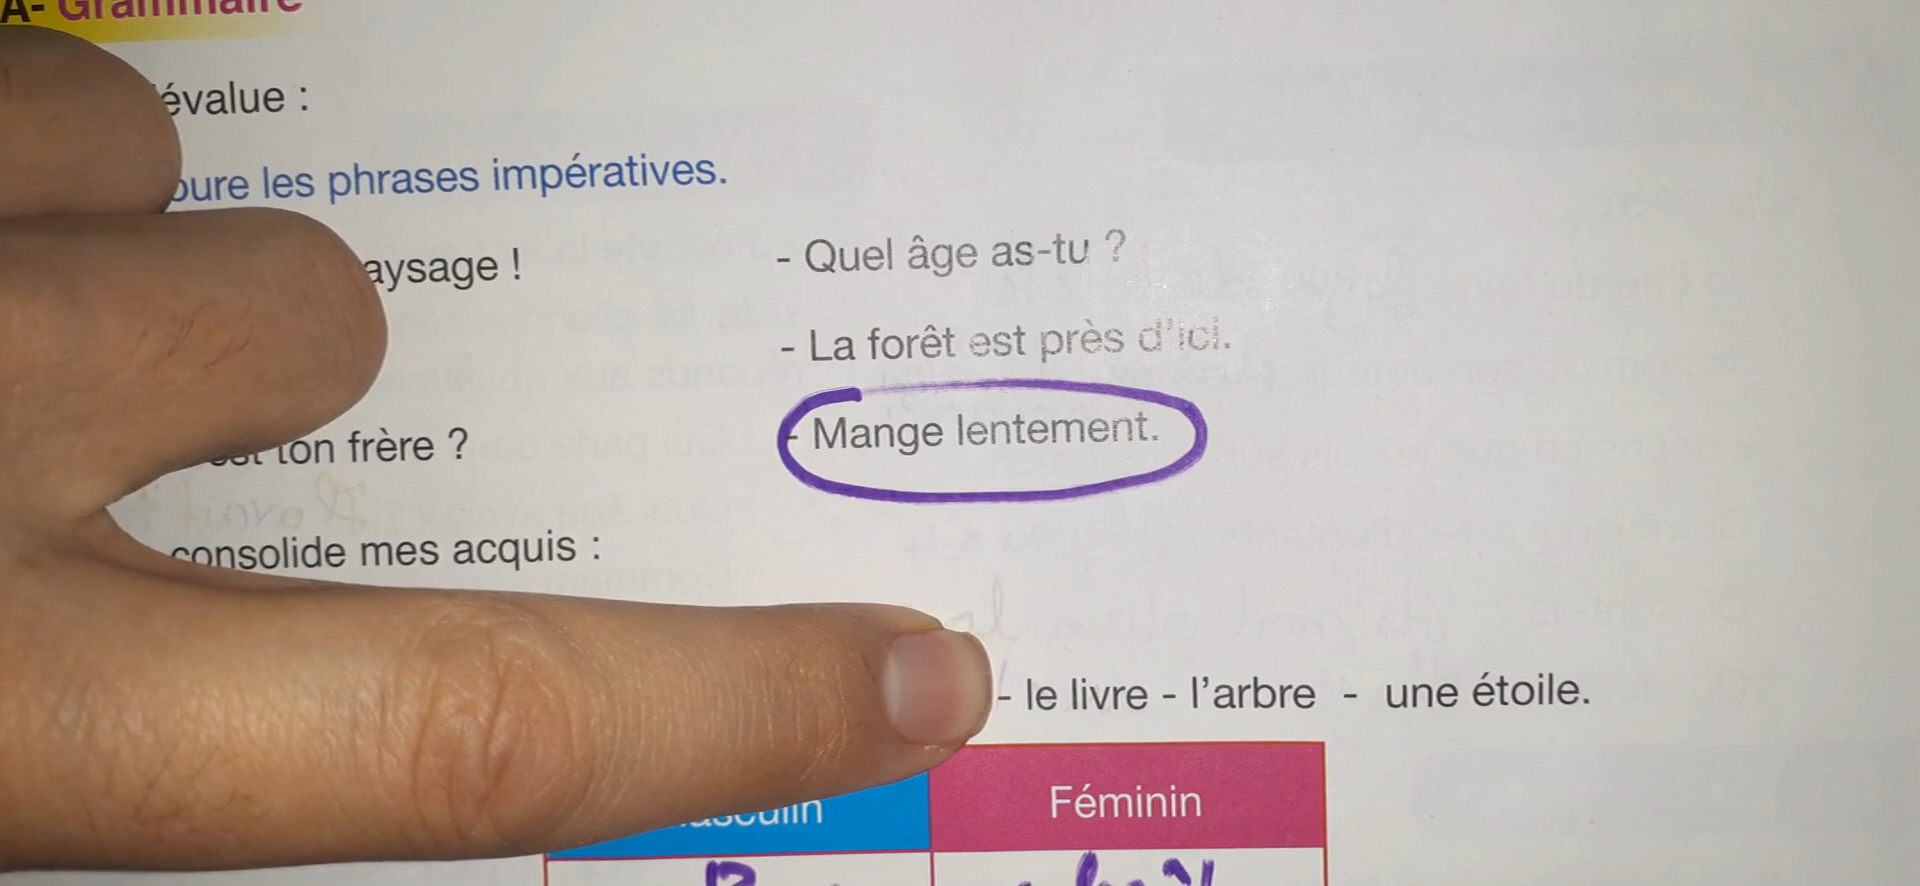 A- Grammaire
évalue :
les phrases impératives.
aysage !
- Quel âge as-tu ?
- La forêt est près d'ici.
ton frère ?
- Mange lentement.
consolide mes acquis :
- le livre - l'arbre - une étoile.
Féminin